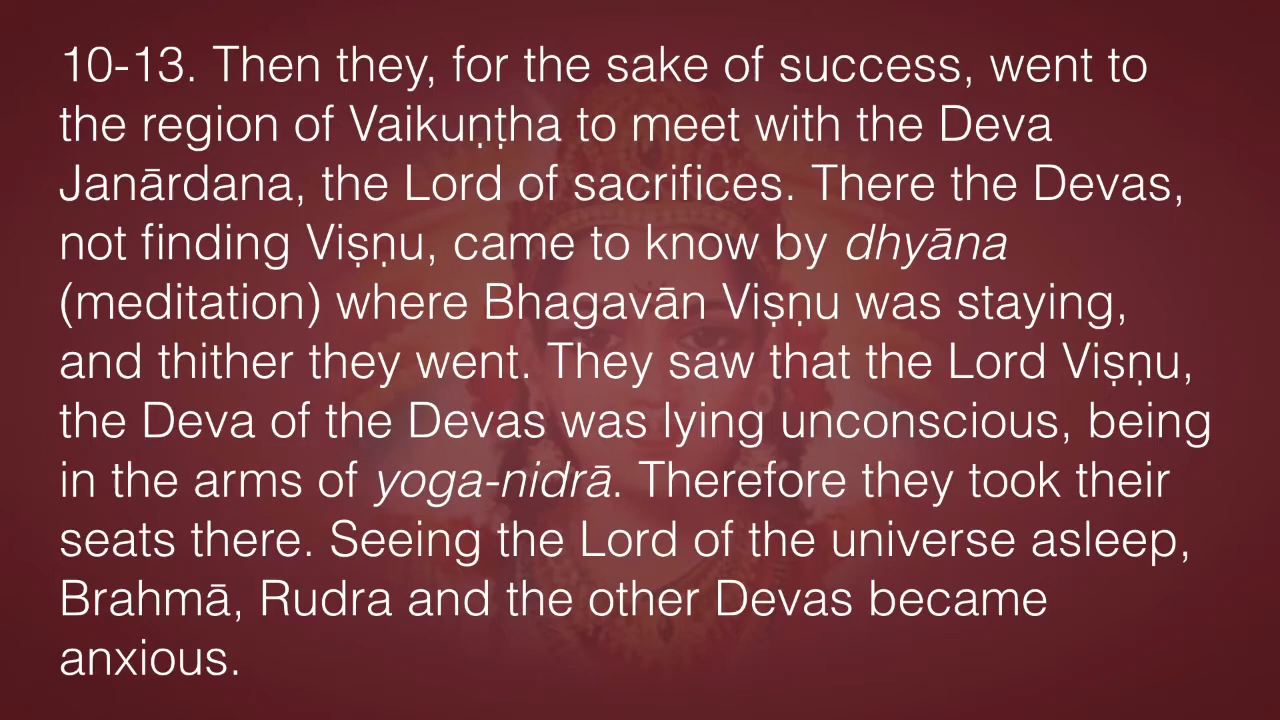 10-13. Then they, for the sake of success, went to
the region of Vaikuṇṭha to meet with the Deva
Janārdana, the Lord of sacrifices. There the Devas,
not finding Viṣṇu, came to know by dhyāna
(meditation) where Bhagavān Viṣṇu was staying,
and thither they went. They saw that the Lord Viṣṇu,
the Deva of the Devas was lying unconscious, being
in the arms of yoga-nidrā. Therefore they took their
seats there. Seeing the Lord of the universe asleep,
Brahmā, Rudra and the other Devas became
anxious.